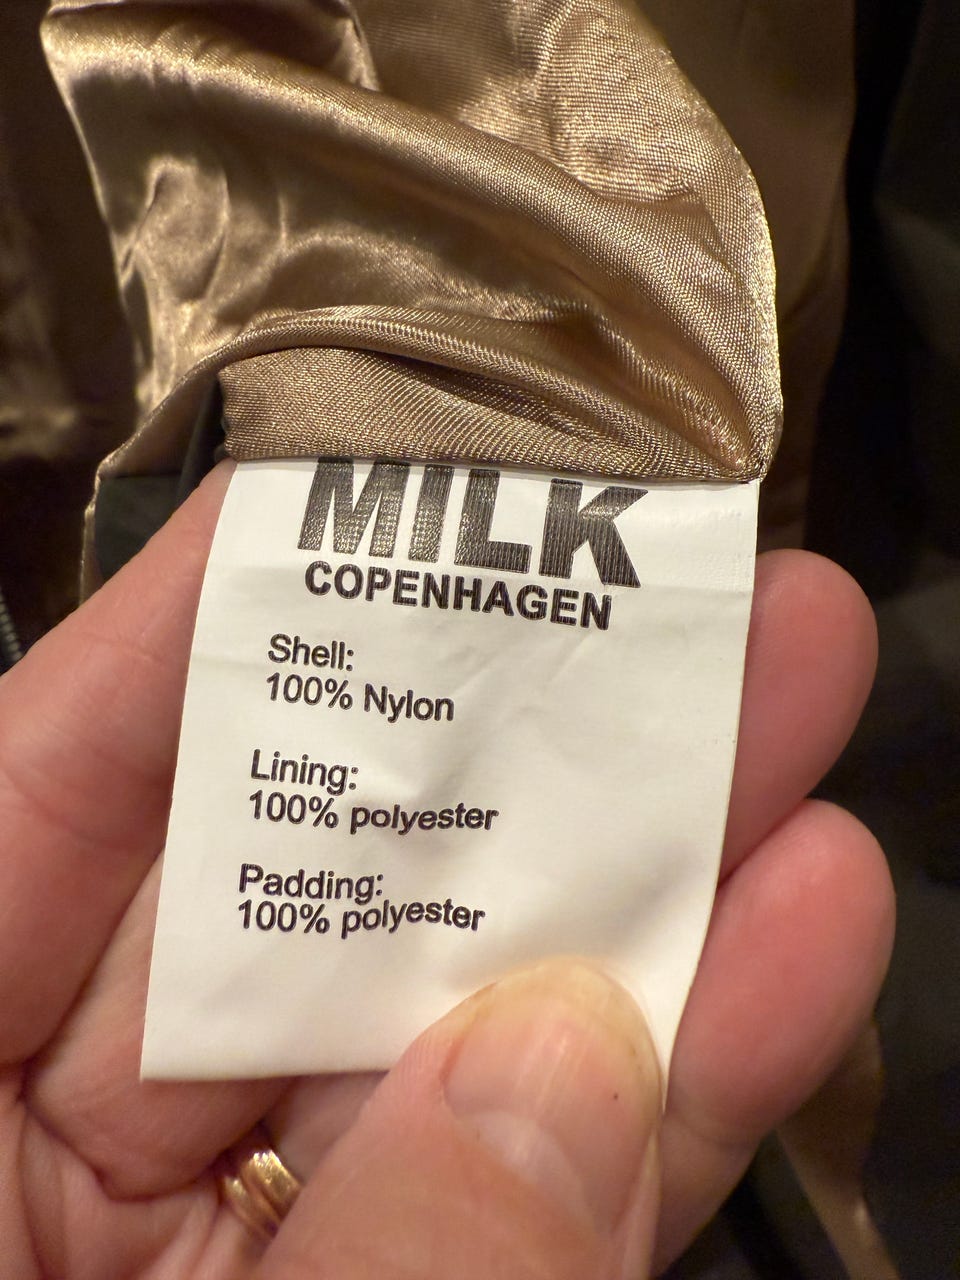 MILK
COPENHAGEN
Shell:
100% Nylon
Lining:
100% polyester
Padding:
100% polyester